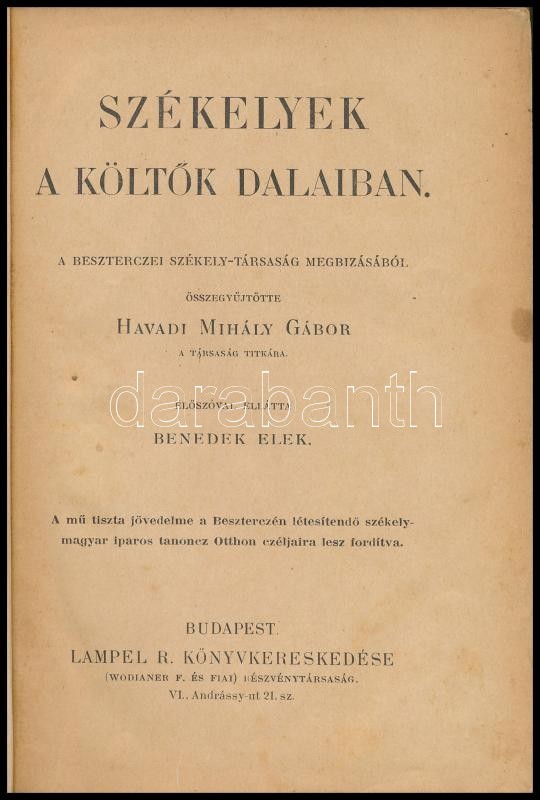 SZÉKELYEK
A KÖLTŐK DALAIBAN.
A BESZTERCZEI SZÉKELY-TÁRSASÁG MEGBIZÁSÁBÓL
ÖSSZEGYŰJTÖTTE
HAVADI MIHÁLY GÁBOR
A TÁRSASÁG TITKÁRA.
darabanth
ELŐSZÓVAL ELLÁTTA
BENEDEK ELEK.
A mű tiszta jövedelme a Beszterczén létesítendő székely-
magyar iparos tanoncz Otthon czéljaira lesz fordítva.
BUDAPEST.
LAMPEL R. KÖNYVKERESKEDÉSE
(WODIANER F. ÉS FIAI) RÉSZVÉNYTÁRSASÁG.
VI., Andrássy-ut 21. sz.